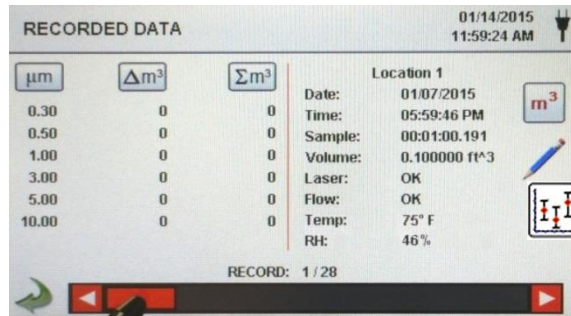 RECORDED DATA
01/14/2015
11:59:24 AM
µm Δm³ Σm³
0.30 0 0
0.50 0 0
1.00 0 0
3.00 0 0
5.00 0 0
10.00 0 0
Location 1
Date: 01/07/2015
Time: 05:59:46 PM
Sample: 00:01:00.191
Volume: 0.100000 ft^3
Laser: OK
Flow: OK
Temp: 75° F
RH: 46%
m³
RECORD: 1 / 28